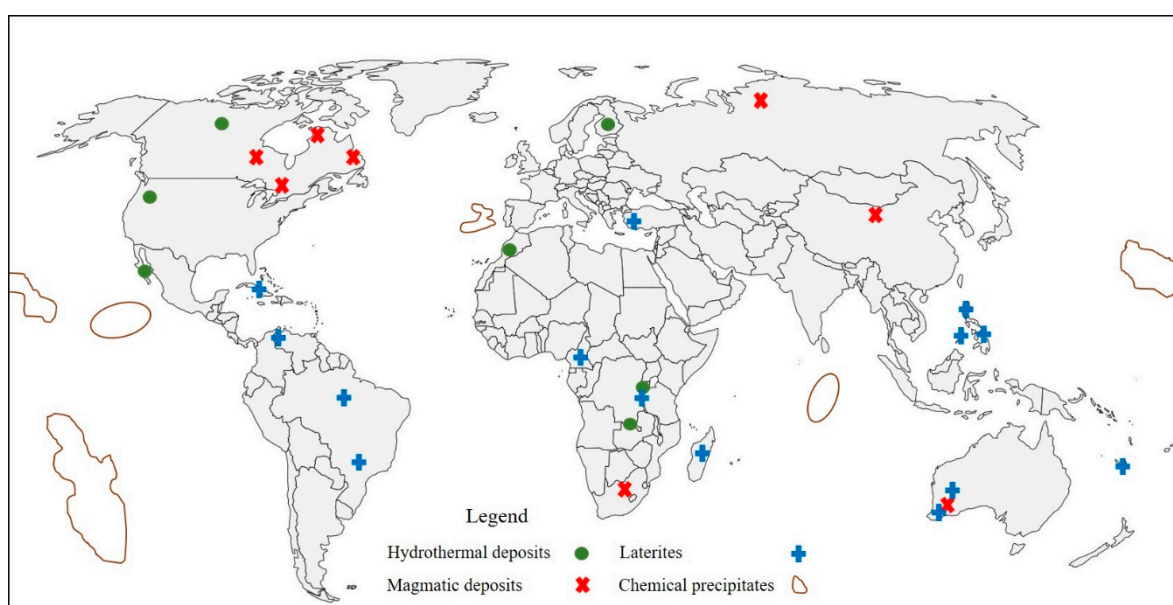 Legend
Hydrothermal deposits Laterites
Magmatic deposits Chemical precipitates